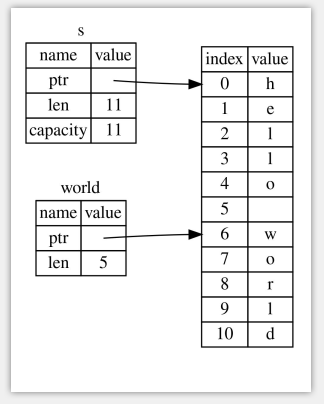 s
name value
ptr
len 11
capacity 11
world
name value
ptr
len 5
index value
0 h
1 e
2 l
3 l
4 o
5
6 w
7 o
8 r
9 l
10 d